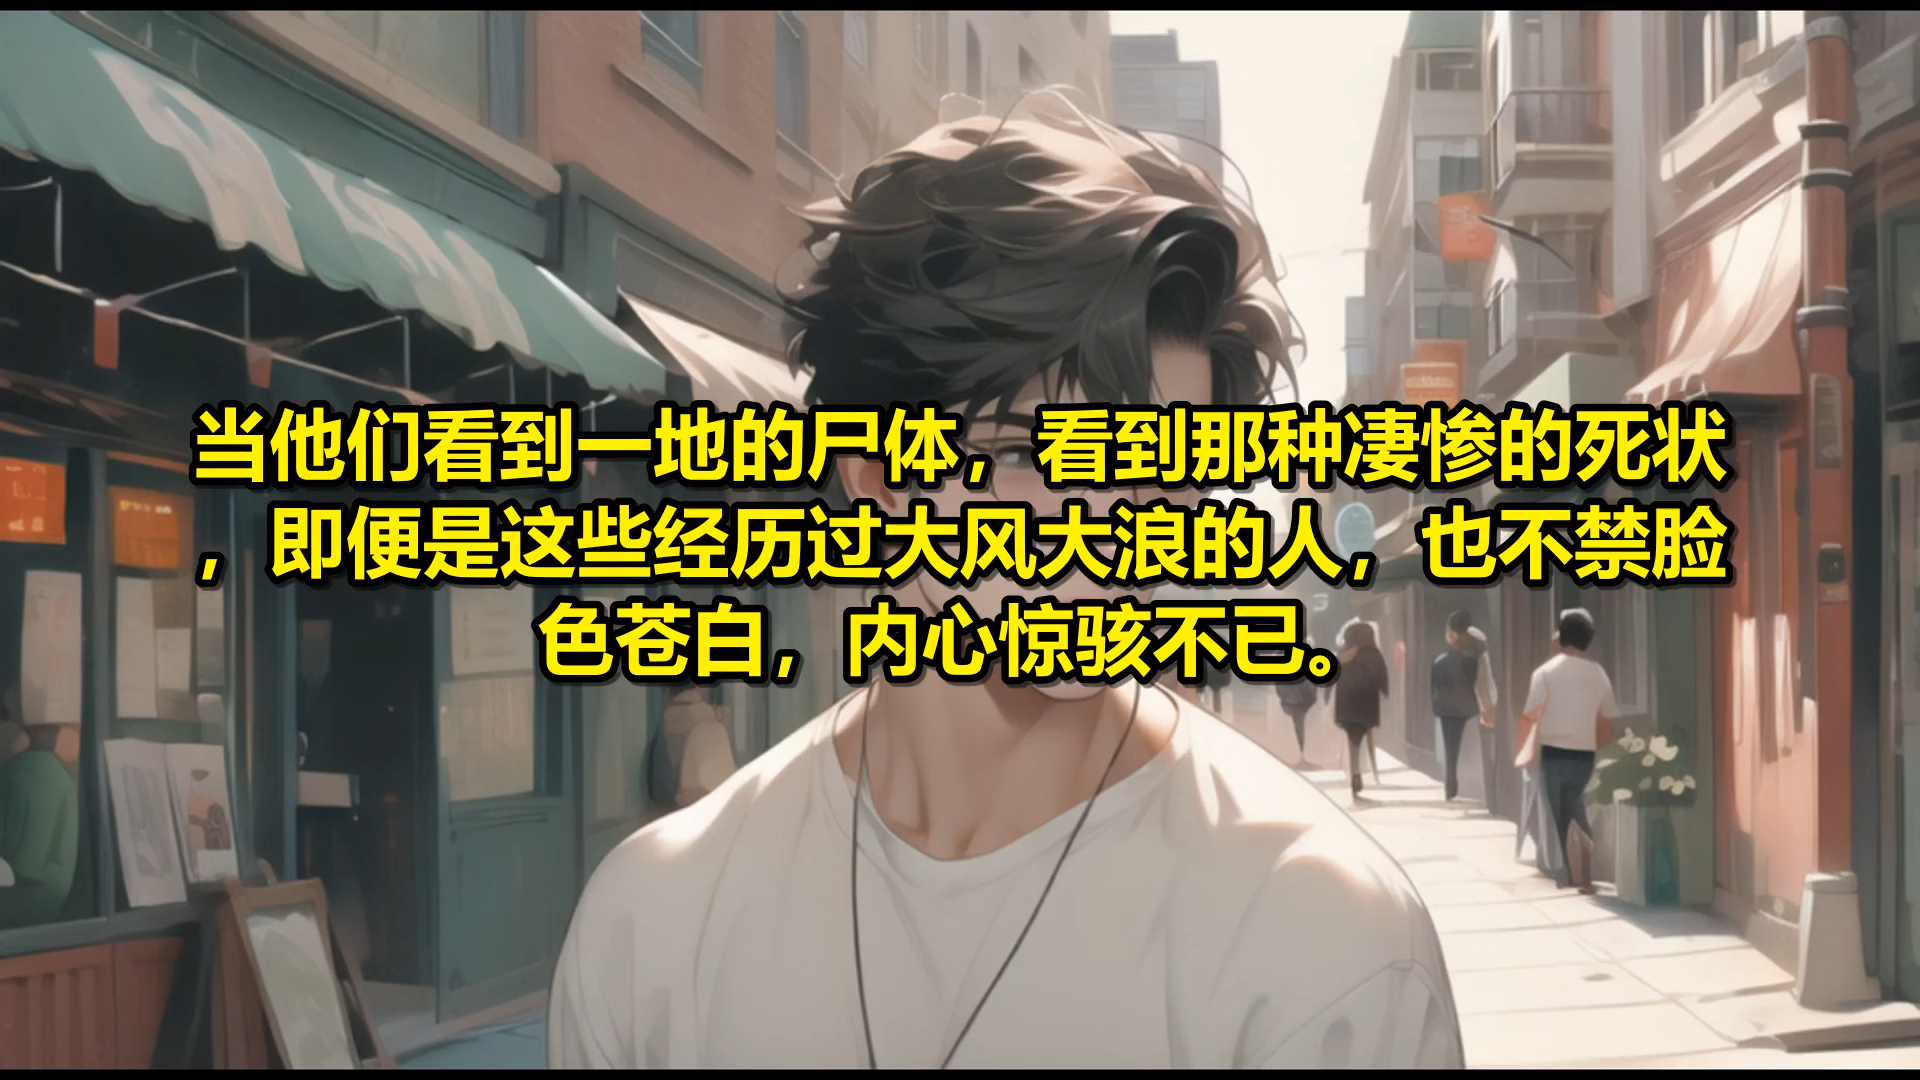 当他们看到一地的尸体，看到那种凄惨的死状
，即便是这些经历过大风大浪的人，也不禁脸
色苍白，内心惊骇不已。